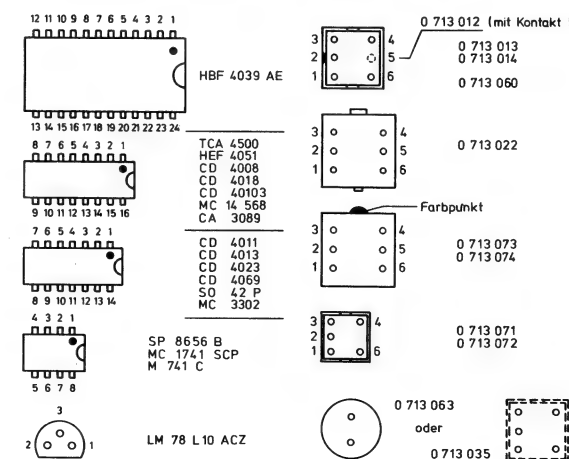 12 11 10 9 8 7 6 5 4 3 2 1
HBF 4039 AE
13 14 15 16 17 18 19 20 21 22 23 24
8 7 6 5 4 3 2 1
9 10 11 12 13 14 15 16
TCA 4500
HEF 4051
CD 4008
CD 4018
CD 40103
MC 14 568
CA 3089
7 6 5 4 3 2 1
8 9 10 11 12 13 14
CD 4011
CD 4013
CD 4023
CD 4069
SO 42 P
MC 3302
4 3 2 1
5 6 7 8
SP 8656 B
MC 1741 SCP
M 741 C
3
2 1
LM 78 L10 ACZ
0 713 012 (mit Kontakt
3 4
2 5
1 6
0 713 013
0 713 014
0 713 060
3 4
2 5
1 6
0 713 022
Farbpunkt
3 4
2 5
1 6
0 713 073
0 713 074
3 4
2
1 6
0 713 071
0 713 072
0 713 063
oder
0 713 035